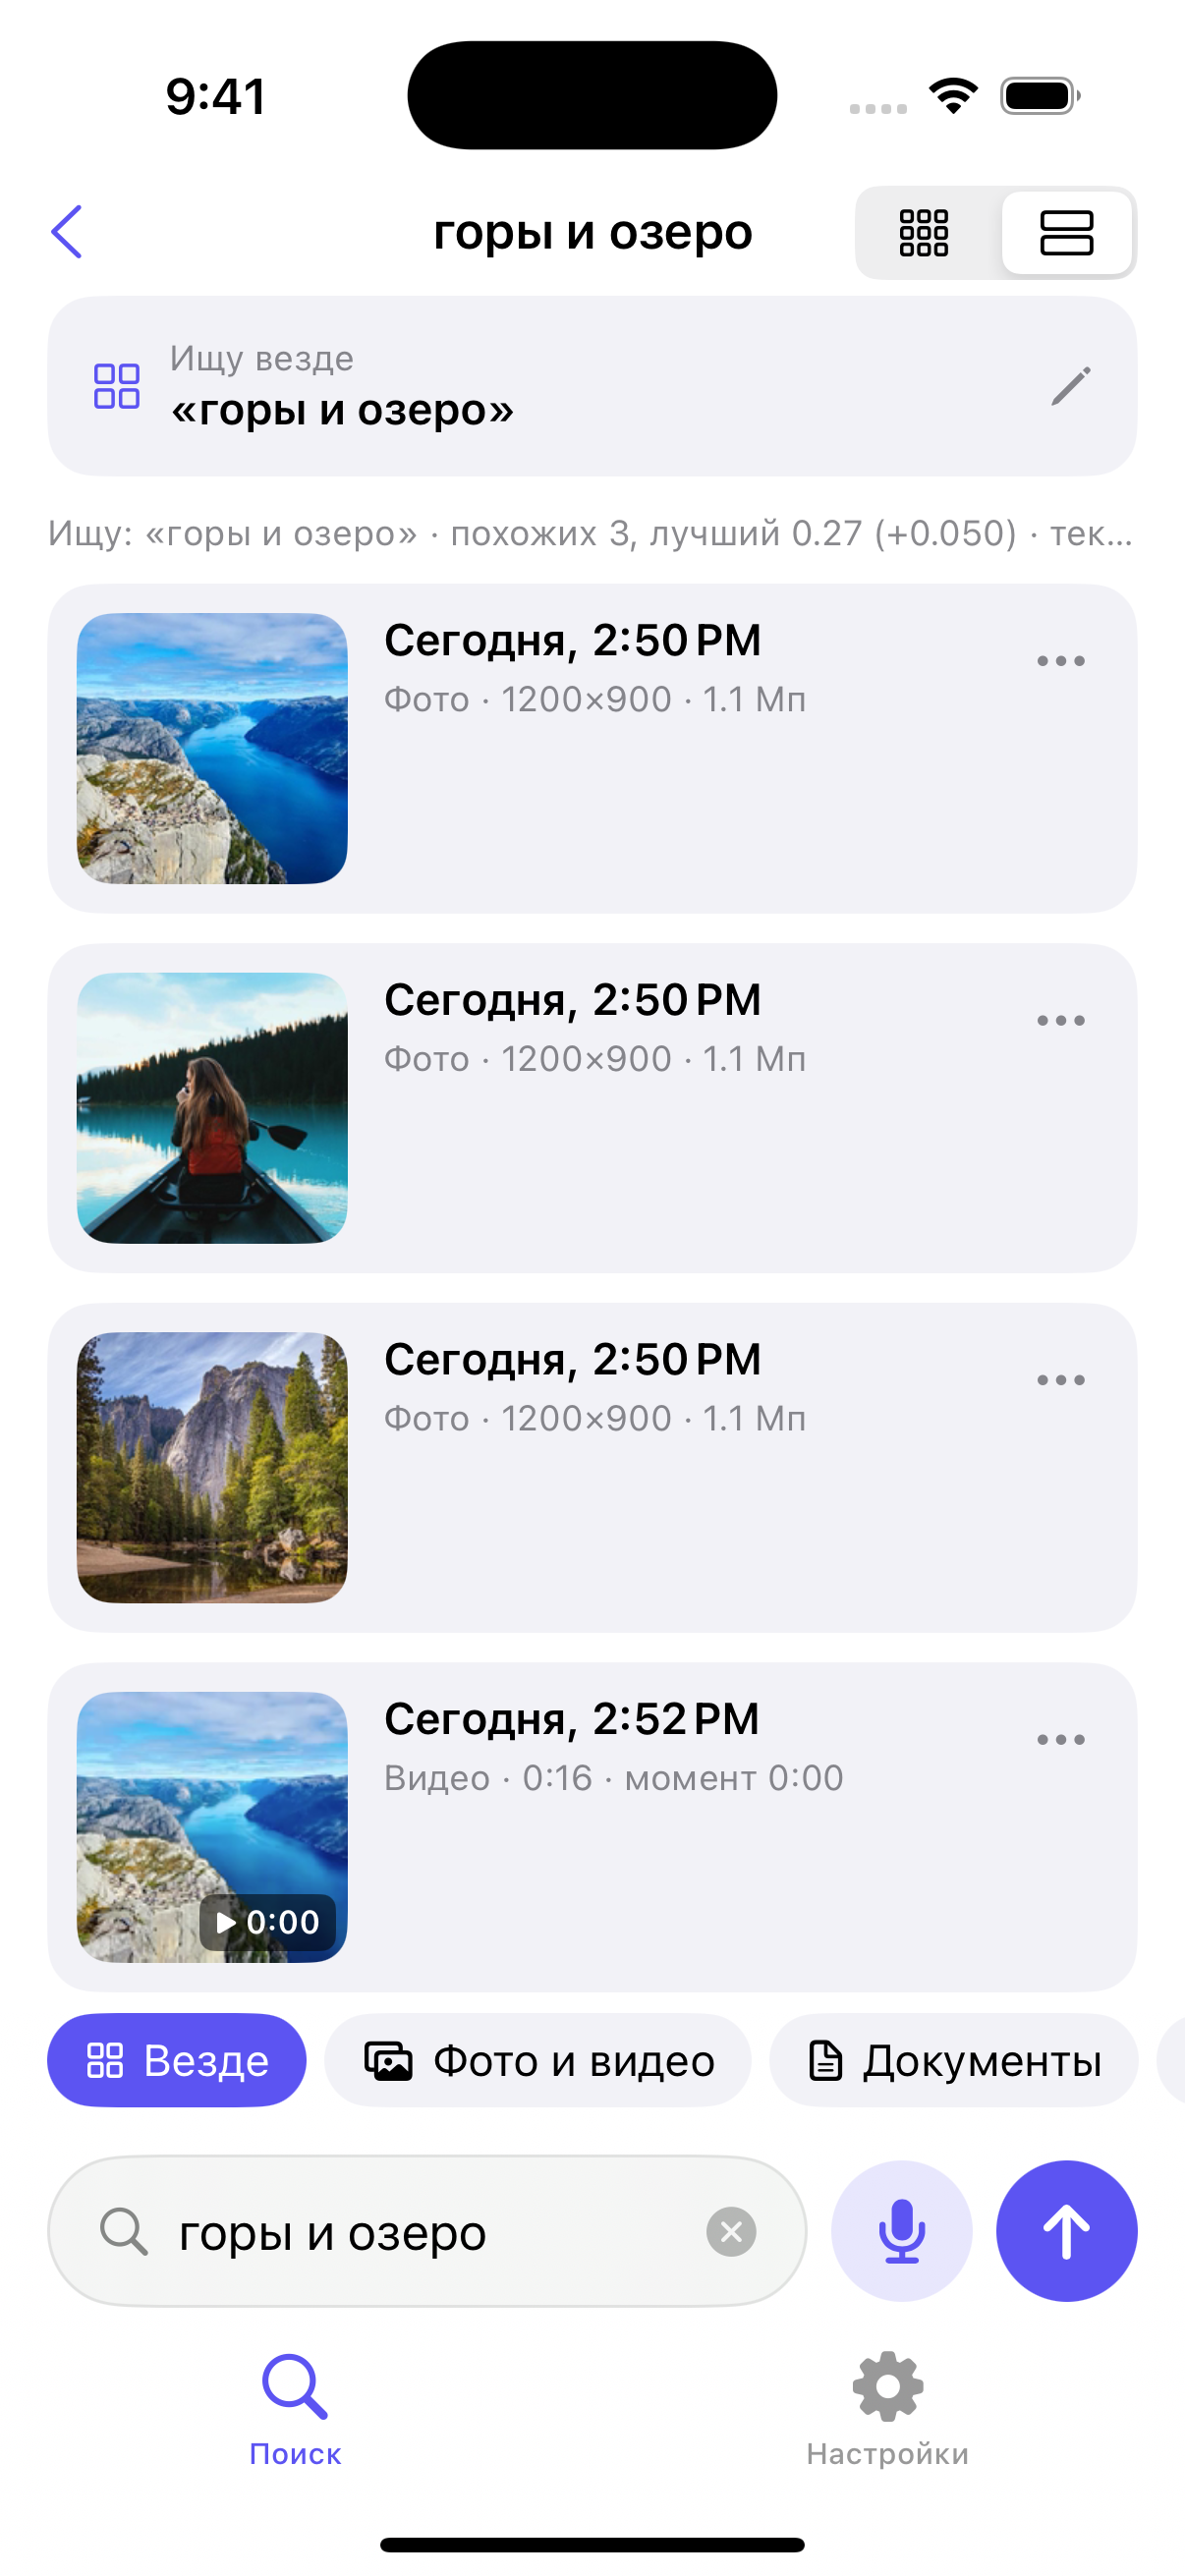 9:41
горы и озеро
Ищу везде
«горы и озеро»
Ищу: «горы и озеро» · похожих 3, лучший 0.27 (+0.050) · тек...
Сегодня, 2:50 PM
Фото · 1200×900 · 1.1 Мп
Сегодня, 2:50 PM
Фото · 1200×900 · 1.1 Мп
Сегодня, 2:50 PM
Фото · 1200×900 · 1.1 Мп
Сегодня, 2:52 PM
Видео · 0:16 · момент 0:00
0:00
Везде
Фото и видео
Документы
горы и озеро
Поиск
Настройки